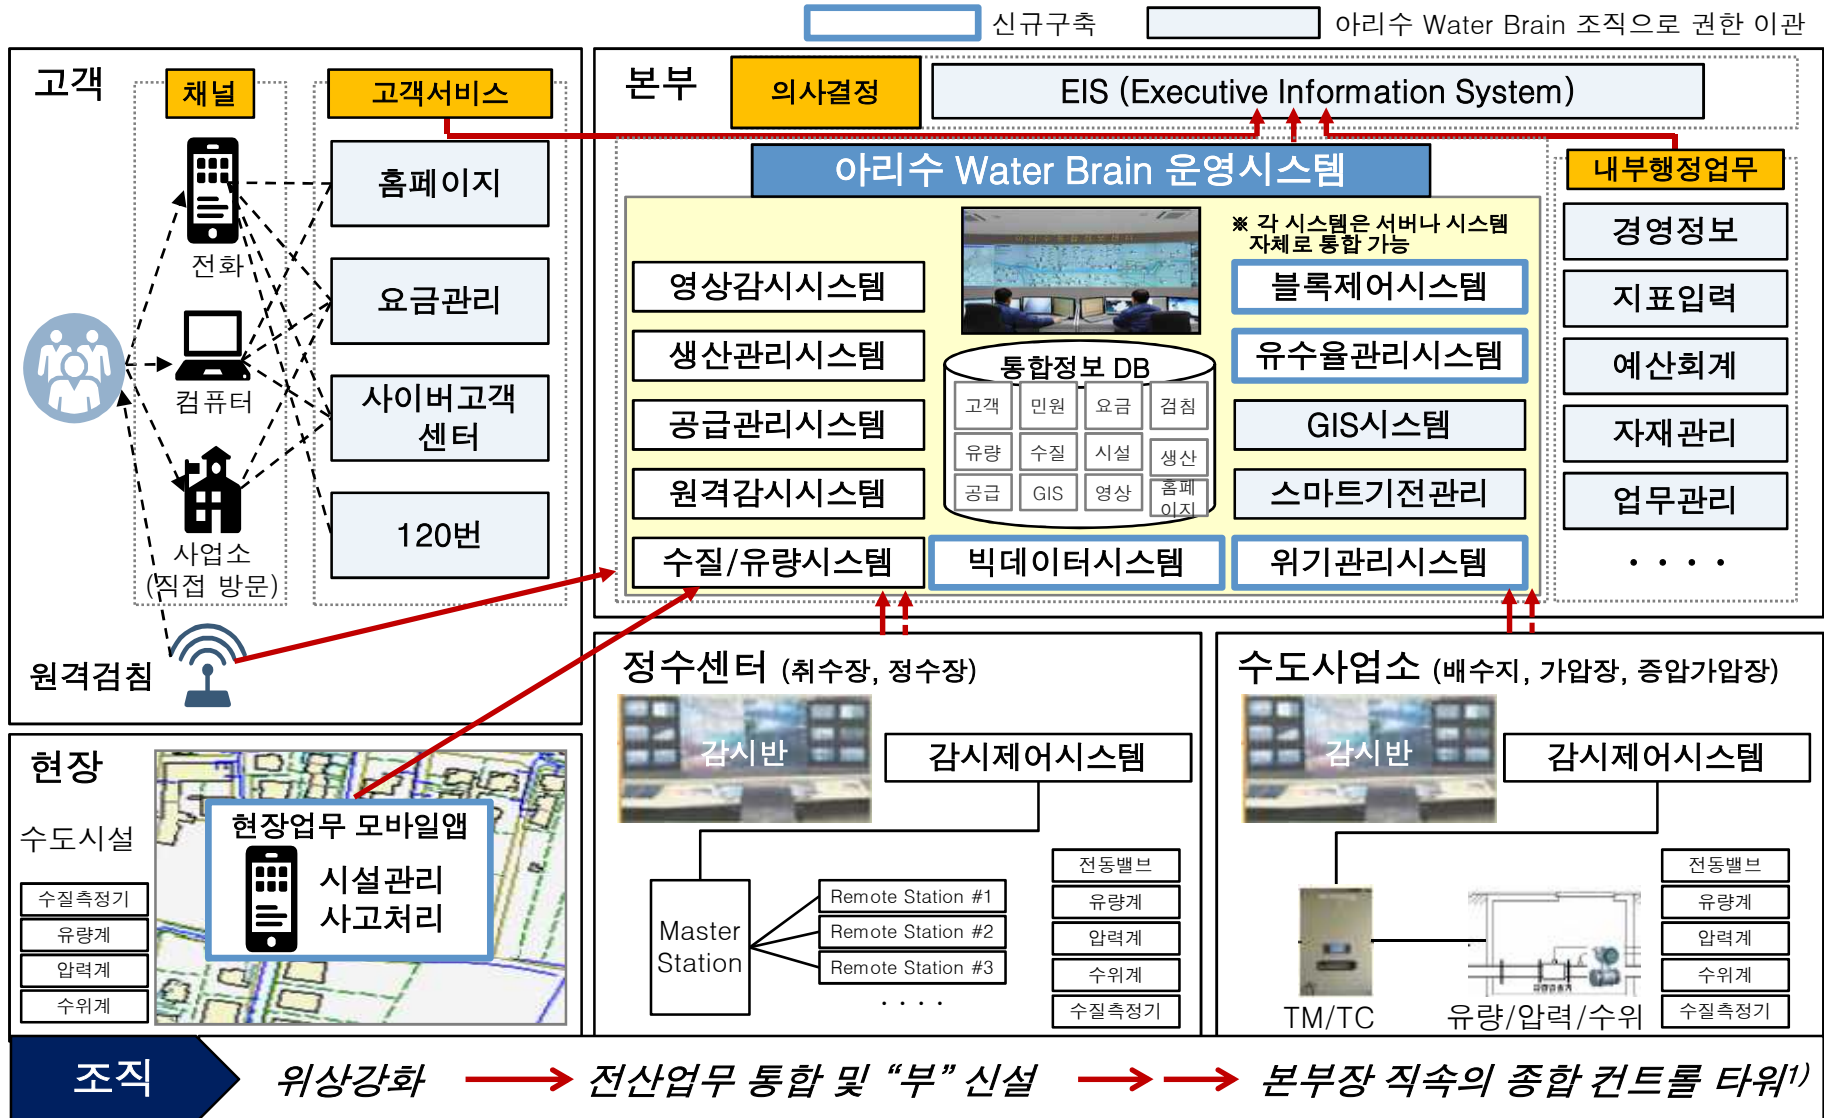 신규구축
아리수 Water Brain 조직으로 권한 이관
고객
채널
고객서비스
전화
컴퓨터
사업소
(직접 방문)
홈페이지
요금관리
사이버고객
센터
120번
원격검침
본부
의사결정
EIS (Executive Information System)
아리수 Water Brain 운영시스템
※ 각 시스템은 서버나 시스템
자체로 통합 가능
영상감시시스템
생산관리시스템
공급관리시스템
원격감시시스템
수질/유량시스템
통합정보 DB
고객 민원 요금 검침
유량 수질 시설 생산
공급 GIS 영상 홈페
이지
빅데이터시스템
블록제어시스템
유수율관리시스템
GIS시스템
스마트기전관리
위기관리시스템
내부행정업무
경영정보
지표입력
예산회계
자재관리
업무관리
· · · ·
현장
수도시설
수질측정기
유량계
압력계
수위계
현장업무 모바일앱
시설관리
사고처리
정수센터 (취수장, 정수장)
감시반
감시제어시스템
Master
Station
Remote Station #1
Remote Station #2
Remote Station #3
· · · ·
전동밸브
유량계
압력계
수위계
수질측정기
수도사업소 (배수지, 가압장, 증압가압장)
감시반
감시제어시스템
TM/TC
유량/압력/수위
전동밸브
유량계
압력계
수위계
수질측정기
조직
위상강화
전산업무 통합 및 “부” 신설
본부장 직속의 종합 컨트롤 타워1)